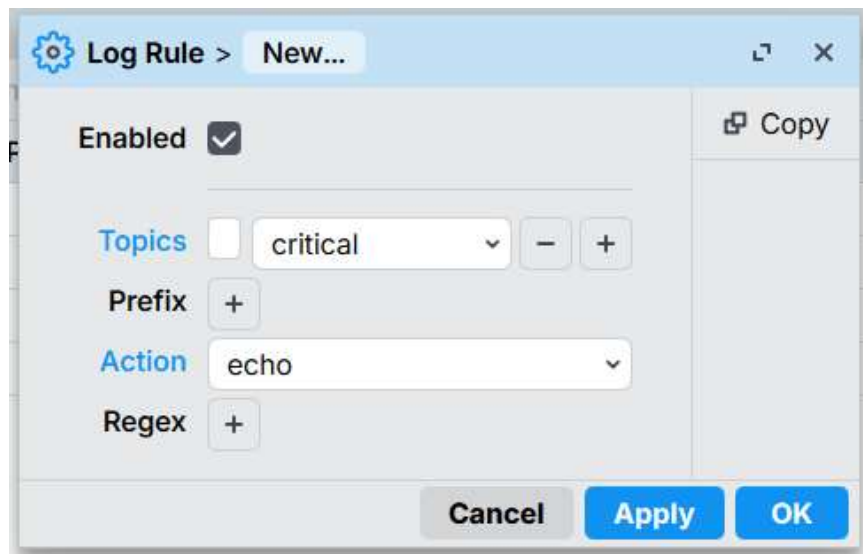 Log Rule > New...
Enabled
Copy
Topics critical − +
Prefix +
Action echo
Regex +
Cancel Apply OK